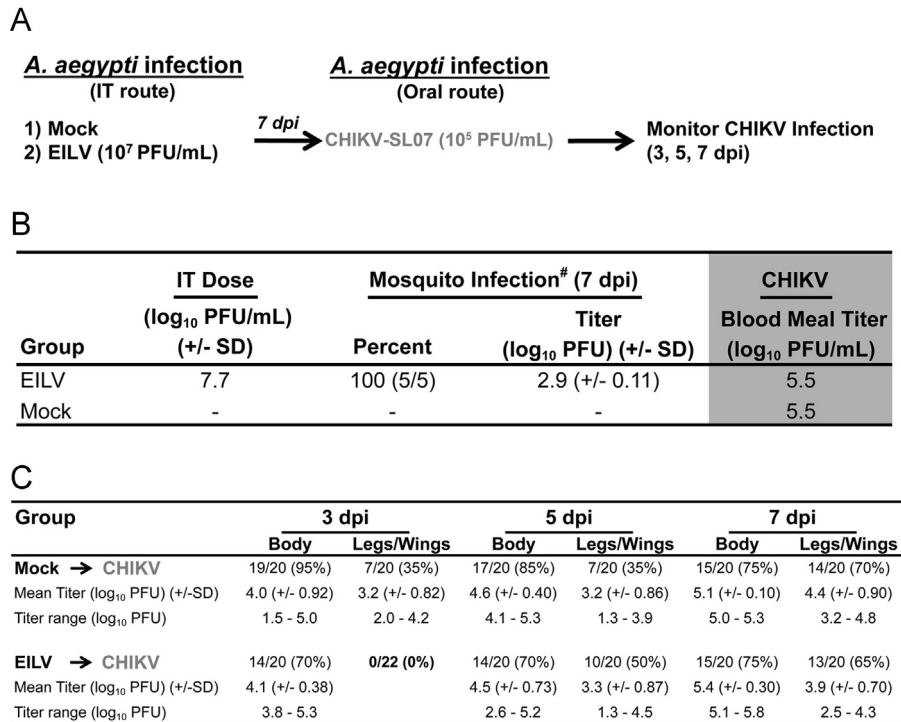 A
A. aegypti infection
(IT route)
A. aegypti infection
(Oral route)
1) Mock
2) EILV (10⁷ PFU/mL)
7 dpi
CHIKV-SL07 (10⁵ PFU/mL)
Monitor CHIKV Infection
(3, 5, 7 dpi)
B
IT Dose Mosquito Infection# (7 dpi) CHIKV
Group (log₁₀ PFU/mL) (+/- SD) Percent Titer (log₁₀ PFU) (+/- SD) Blood Meal Titer (log₁₀ PFU/mL)
EILV 7.7 100 (5/5) 2.9 (+/- 0.11) 5.5
Mock - - - 5.5
C
Group 3 dpi 5 dpi 7 dpi
Body Legs/Wings Body Legs/Wings Body Legs/Wings
Mock → CHIKV 19/20 (95%) 7/20 (35%) 17/20 (85%) 7/20 (35%) 15/20 (75%) 14/20 (70%)
Mean Titer (log₁₀ PFU) (+/-SD) 4.0 (+/- 0.92) 3.2 (+/- 0.82) 4.6 (+/- 0.40) 3.2 (+/- 0.86) 5.1 (+/- 0.10) 4.4 (+/- 0.90)
Titer range (log₁₀ PFU) 1.5 - 5.0 2.0 - 4.2 4.1 - 5.3 1.3 - 3.9 5.0 - 5.3 3.2 - 4.8
EILV → CHIKV 14/20 (70%) 0/22 (0%) 14/20 (70%) 10/20 (50%) 15/20 (75%) 13/20 (65%)
Mean Titer (log₁₀ PFU) (+/-SD) 4.1 (+/- 0.38) 4.5 (+/- 0.73) 3.3 (+/- 0.87) 5.4 (+/- 0.30) 3.9 (+/- 0.70)
Titer range (log₁₀ PFU) 3.8 - 5.3 2.6 - 5.2 1.3 - 4.5 5.1 - 5.8 2.5 - 4.3